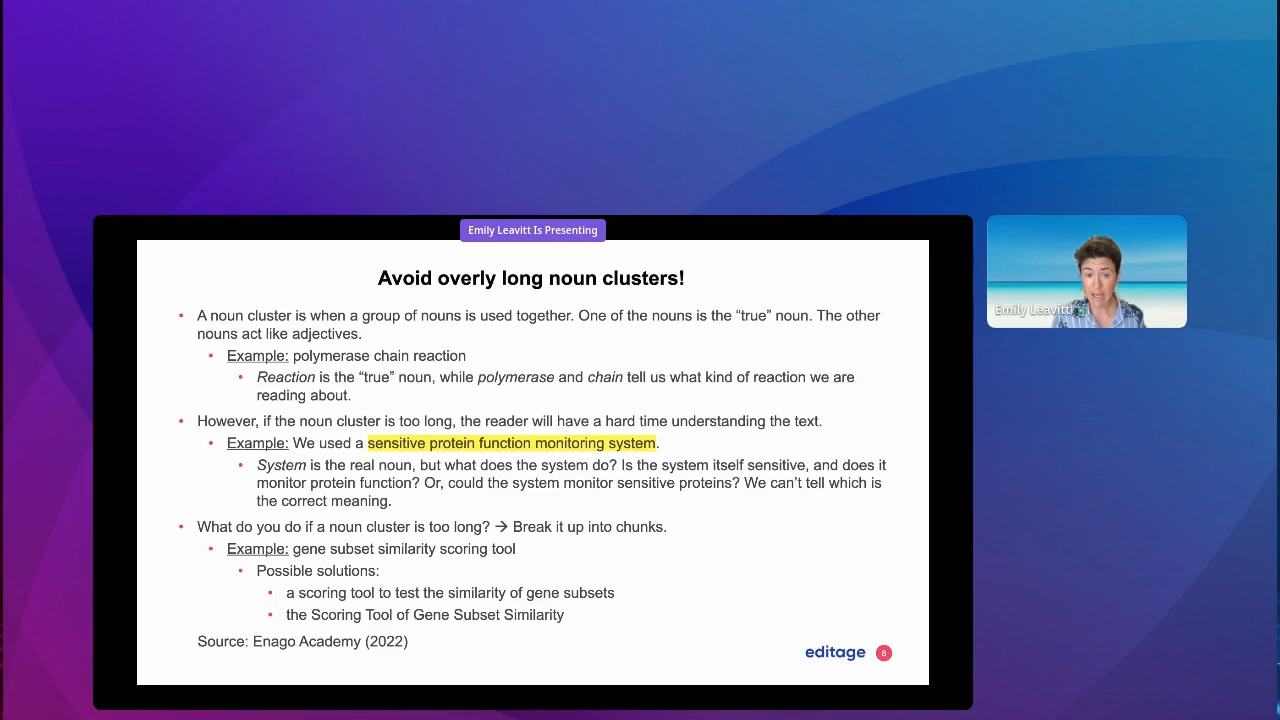 Emily Leavitt Is Presenting
Avoid overly long noun clusters!
• A noun cluster is when a group of nouns is used together. One of the nouns is the “true” noun. The other
nouns act like adjectives.
• Example: polymerase chain reaction
• Reaction is the “true” noun, while polymerase and chain tell us what kind of reaction we are
reading about.
• However, if the noun cluster is too long, the reader will have a hard time understanding the text.
• Example: We used a sensitive protein function monitoring system.
• System is the real noun, but what does the system do? Is the system itself sensitive, and does it
monitor protein function? Or, could the system monitor sensitive proteins? We can’t tell which is
the correct meaning.
• What do you do if a noun cluster is too long? → Break it up into chunks.
• Example: gene subset similarity scoring tool
• Possible solutions:
• a scoring tool to test the similarity of gene subsets
• the Scoring Tool of Gene Subset Similarity
Source: Enago Academy (2022)
editage 8
Emily Leavitt